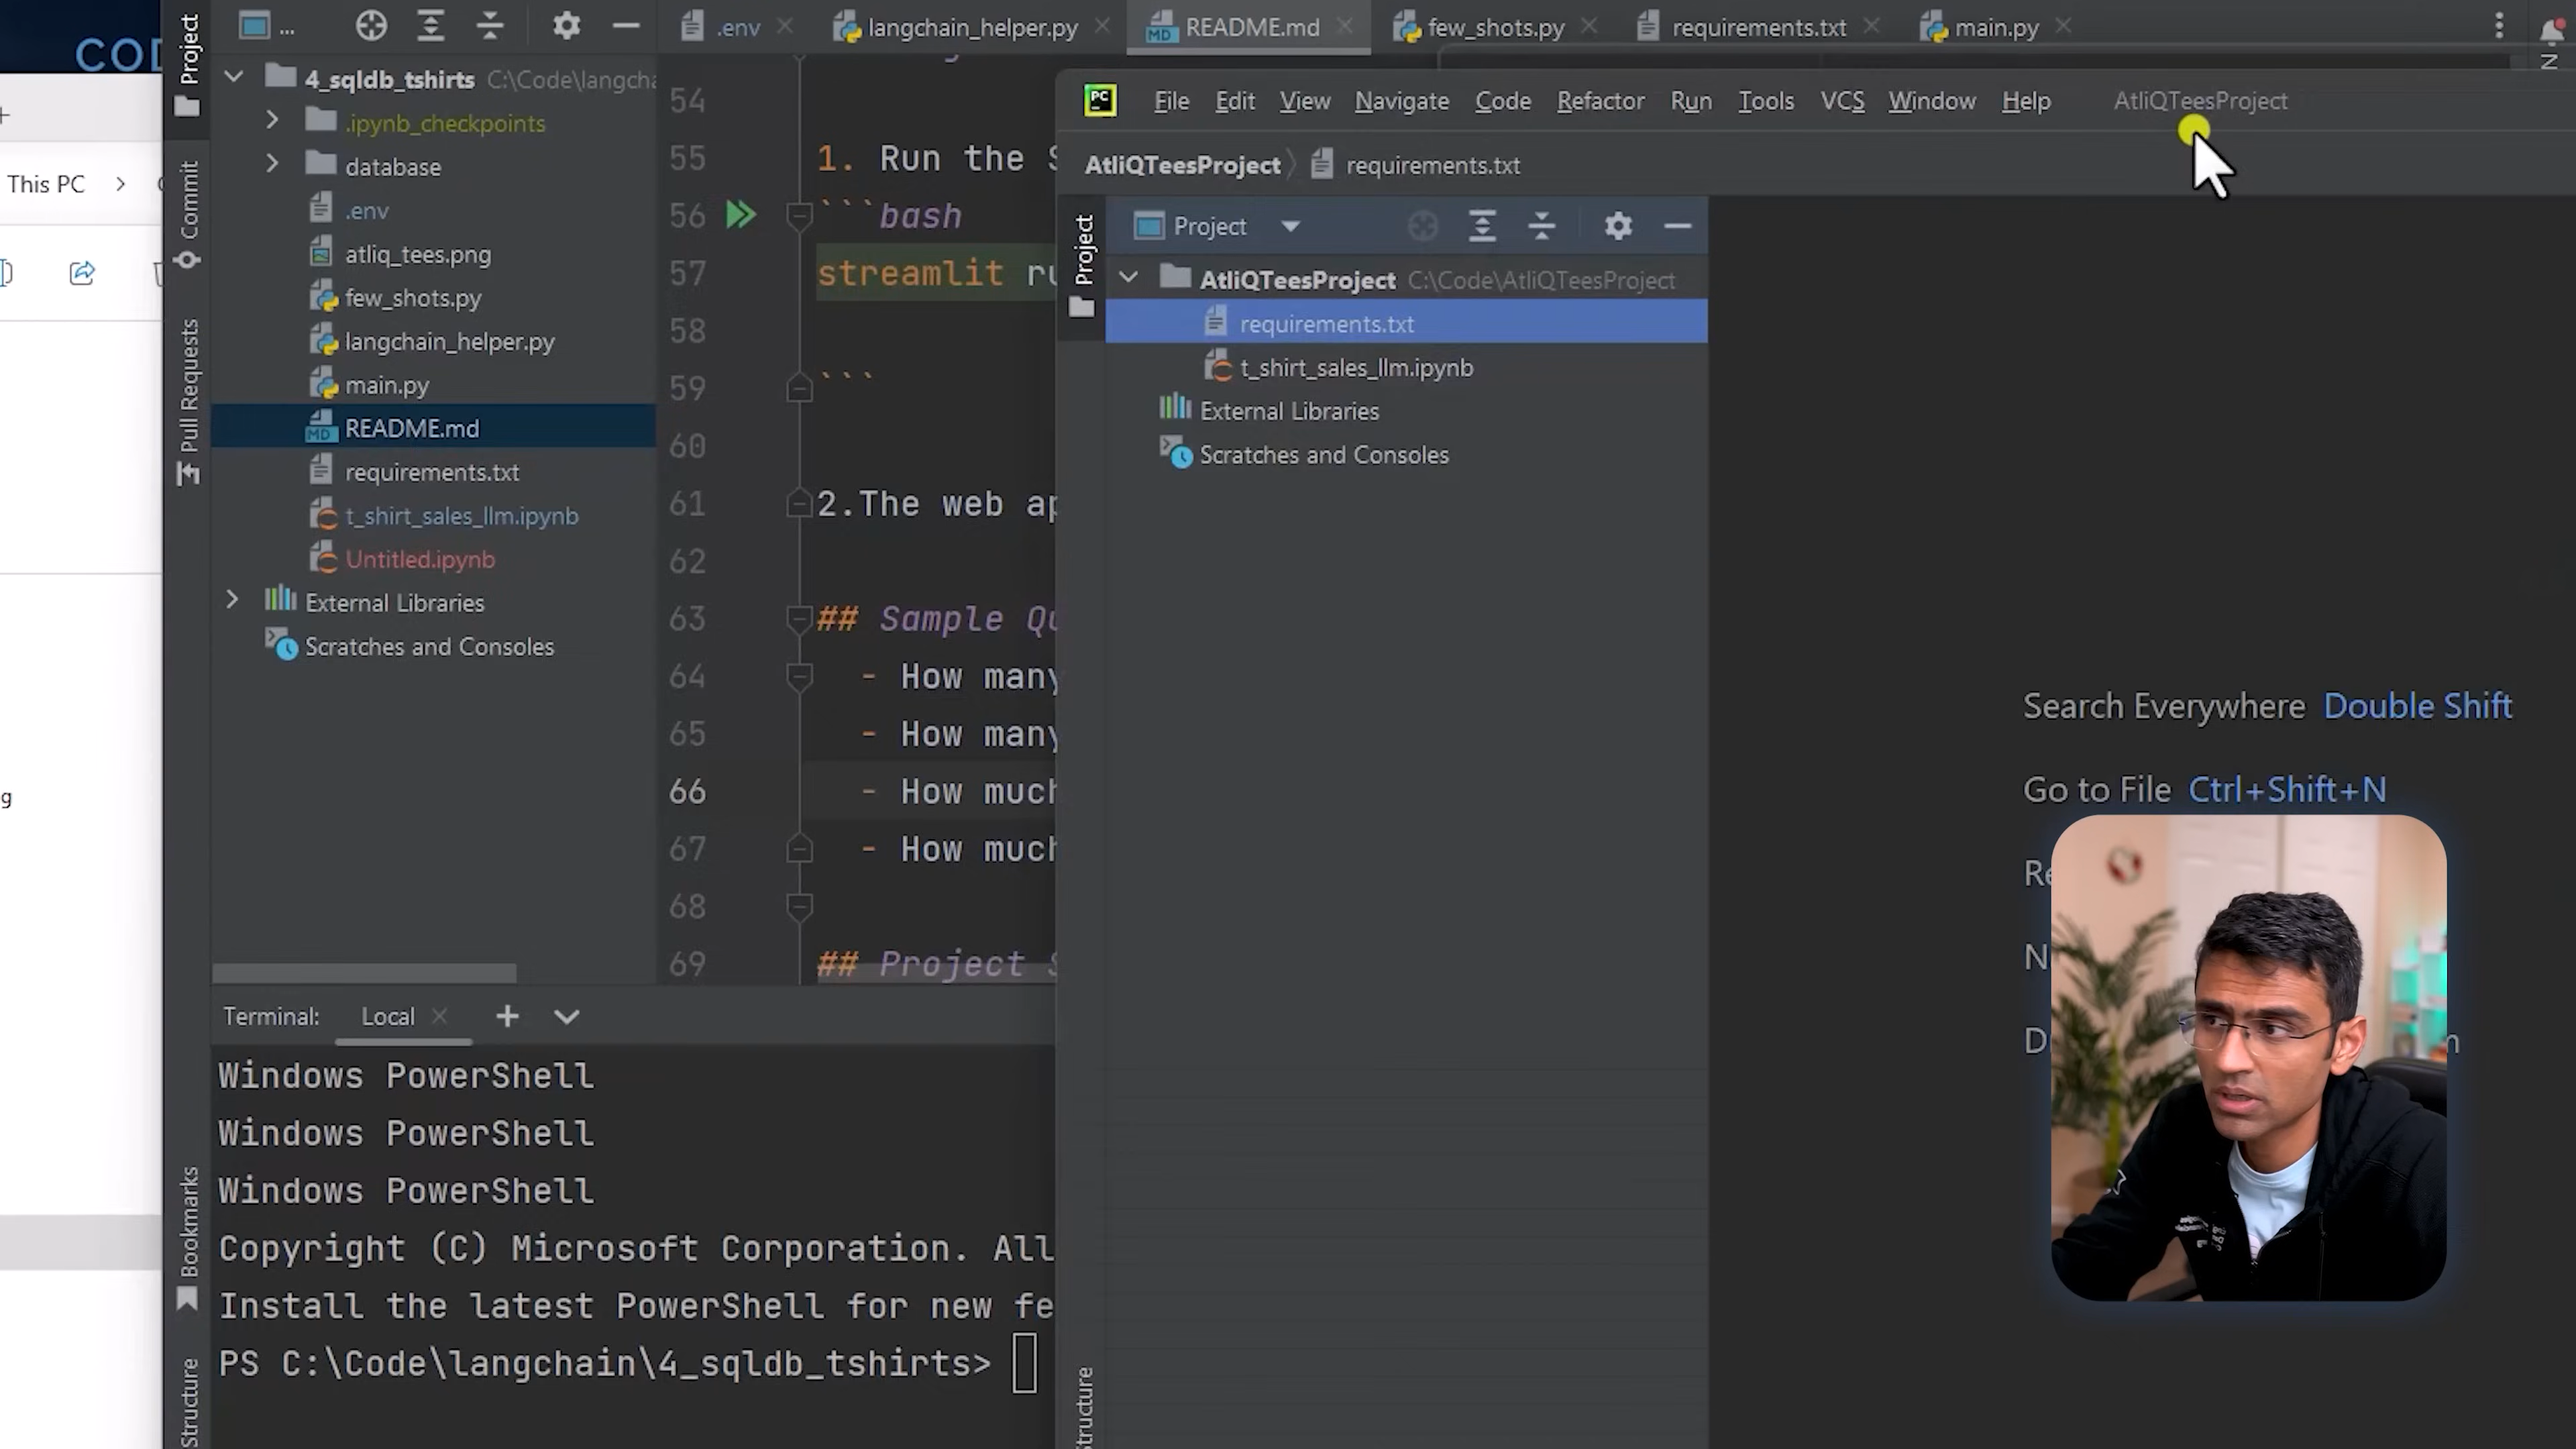 COD
This PC
g
Project
Commit
Pull Requests
Bookmarks
Structure
...
4_sqldb_tshirts C:\Code\langcha
.ipynb_checkpoints
database
.env
atliq_tees.png
few_shots.py
langchain_helper.py
main.py
README.md
requirements.txt
t_shirt_sales_llm.ipynb
Untitled.ipynb
External Libraries
Scratches and Consoles
.env
langchain_helper.py
README.md
few_shots.py
requirements.txt
main.py
N
54
55 1. Run the S
56 ```bash
57 streamlit ru
58
59 ```
60
61 2.The web ap
62
63 ## Sample Qu
64 - How many
65 - How many
66 - How much
67 - How much
68
69 ## Project S
Terminal: Local
Windows PowerShell
Windows PowerShell
Windows PowerShell
Copyright (C) Microsoft Corporation. All
Install the latest PowerShell for new fe
PS C:\Code\langchain\4_sqldb_tshirts>
PC File Edit View Navigate Code Refactor Run Tools VCS Window Help AtliQTeesProject
AtliQTeesProject requirements.txt
Project
Structure
Project
AtliQTeesProject C:\Code\AtliQTeesProject
requirements.txt
t_shirt_sales_llm.ipynb
External Libraries
Scratches and Consoles
Search Everywhere Double Shift
Go to File Ctrl+Shift+N
Re
N
D